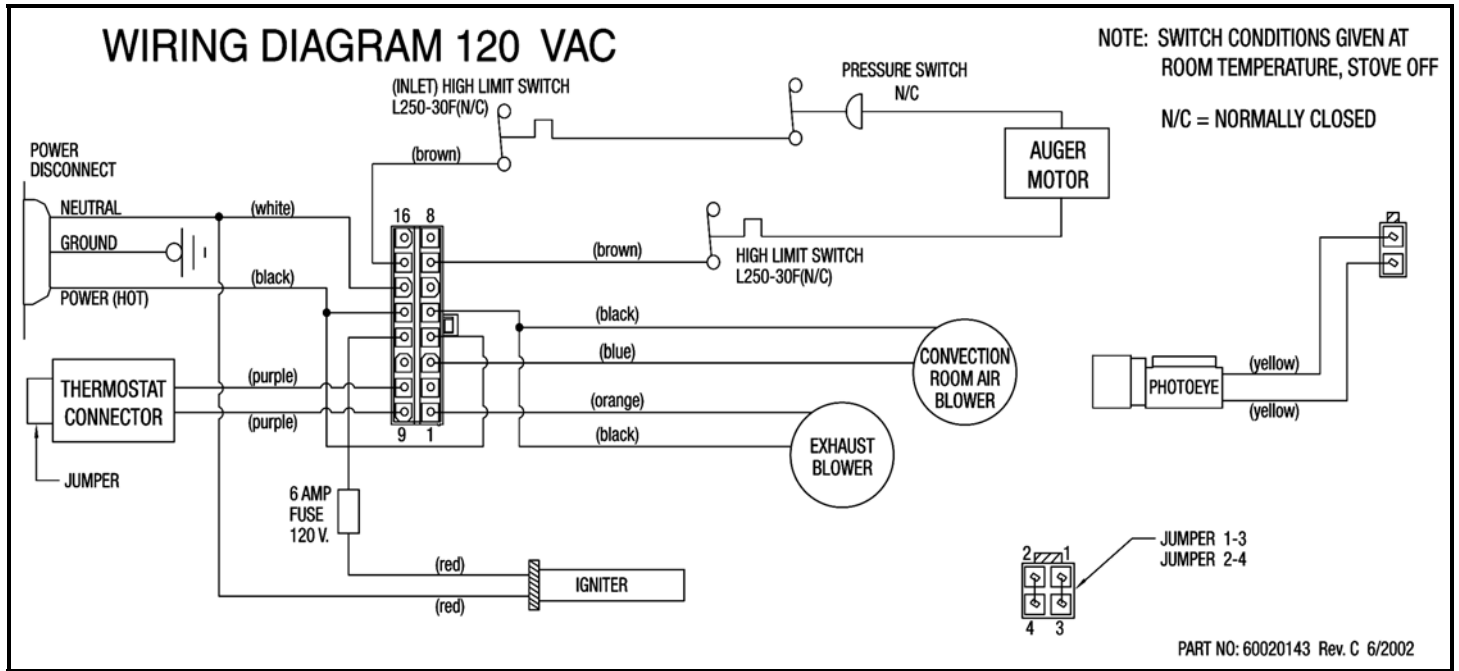 WIRING DIAGRAM 120 VAC
NOTE: SWITCH CONDITIONS GIVEN AT
ROOM TEMPERATURE, STOVE OFF
N/C = NORMALLY CLOSED
(INLET) HIGH LIMIT SWITCH
L250-30F(N/C)
PRESSURE SWITCH
N/C
(brown)
AUGER
MOTOR
POWER
DISCONNECT
NEUTRAL
(white)
GROUND
(black)
POWER (HOT)
16 8
(brown)
HIGH LIMIT SWITCH
L250-30F(N/C)
(black)
(blue)
CONVECTION
ROOM AIR
BLOWER
THERMOSTAT
CONNECTOR
(purple)
(purple)
(orange)
(black)
9 1
EXHAUST
BLOWER
JUMPER
(yellow)
PHOTOEYE
(yellow)
6 AMP
FUSE
120 V.
(red)
IGNITER
(red)
2 1
4 3
JUMPER 1-3
JUMPER 2-4
PART NO: 60020143 Rev. C 6/2002